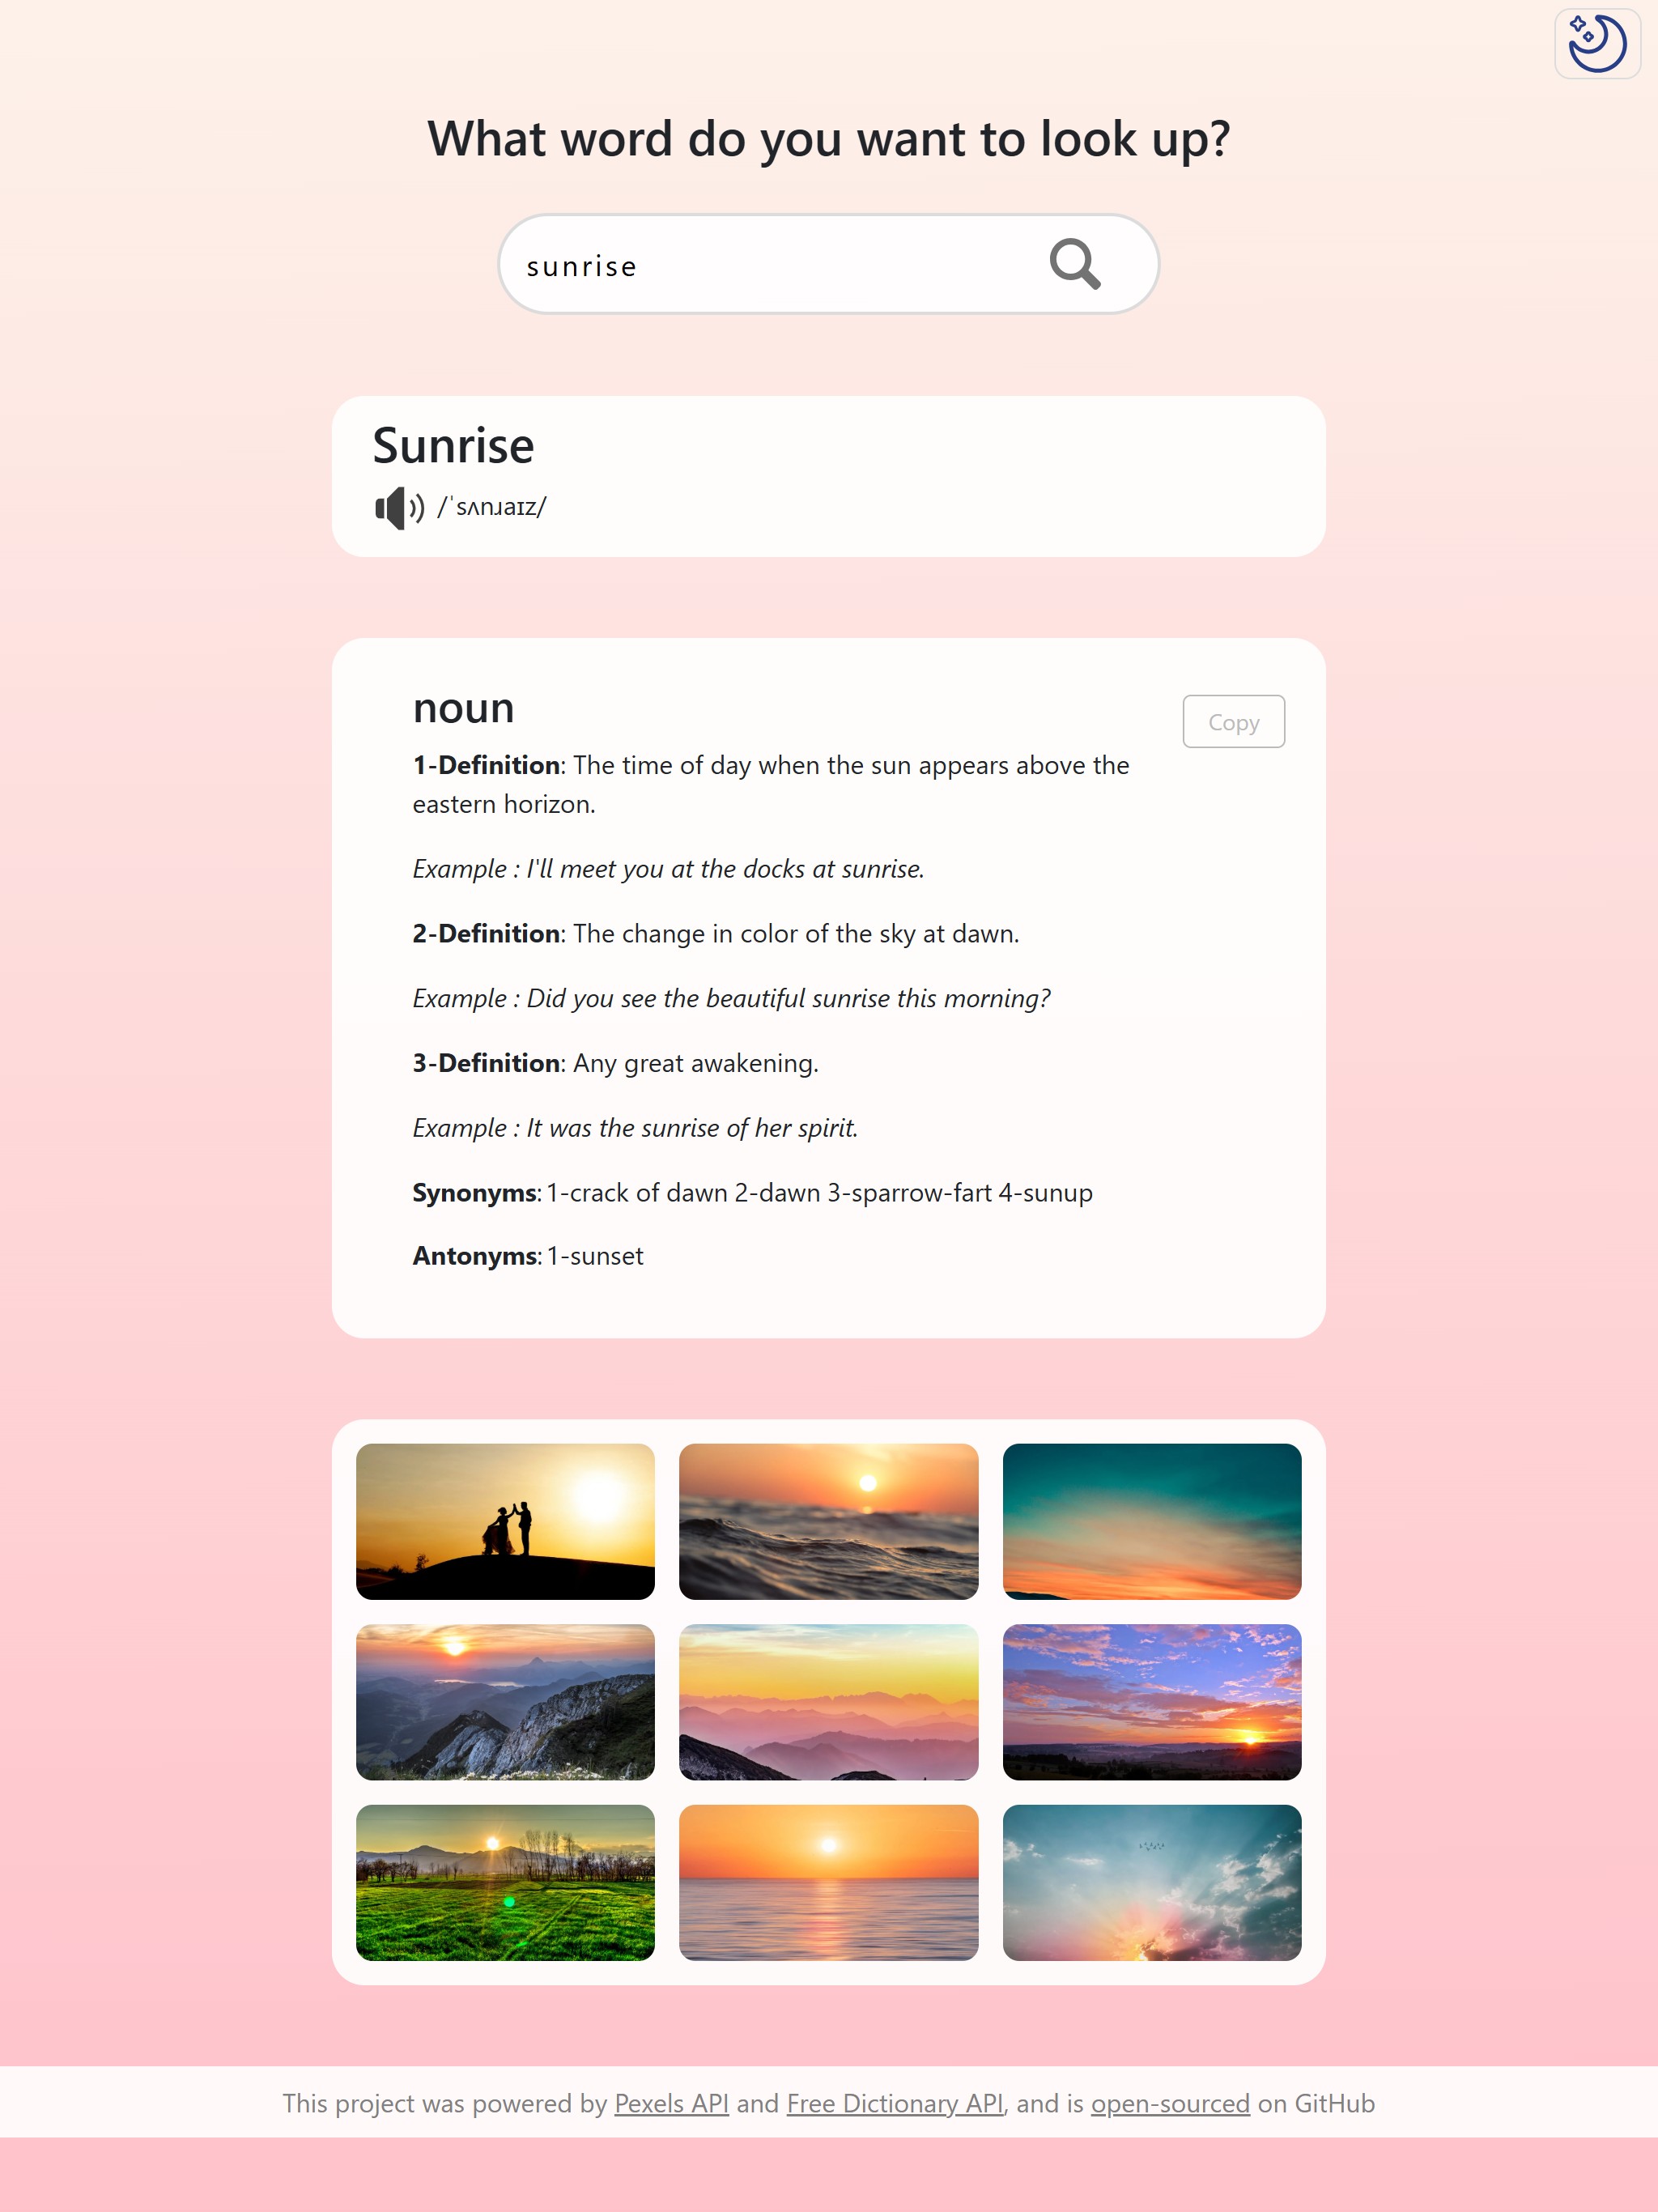 What word do you want to look up?
sunrise
Sunrise
/ˈsʌnɹaɪz/
noun
Copy
1-Definition: The time of day when the sun appears above the
eastern horizon.
Example : I'll meet you at the docks at sunrise.
2-Definition: The change in color of the sky at dawn.
Example : Did you see the beautiful sunrise this morning?
3-Definition: Any great awakening.
Example : It was the sunrise of her spirit.
Synonyms: 1-crack of dawn 2-dawn 3-sparrow-fart 4-sunup
Antonyms: 1-sunset
This project was powered by Pexels API and Free Dictionary API, and is open-sourced on GitHub